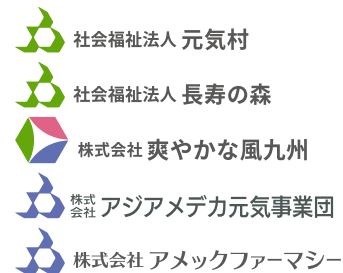 社会福祉法人 元気村
社会福祉法人 長寿の森
株式会社 爽やかな風九州
株式会社 アジアメデカ元気事業団
株式会社 アメックファーマシー